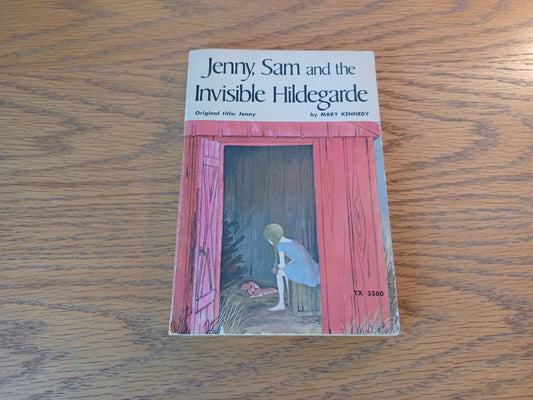 Jenny, Sam and the
Invisible Hildegarde
Original title: Jenny by MARY KENNEDY
TX 3560